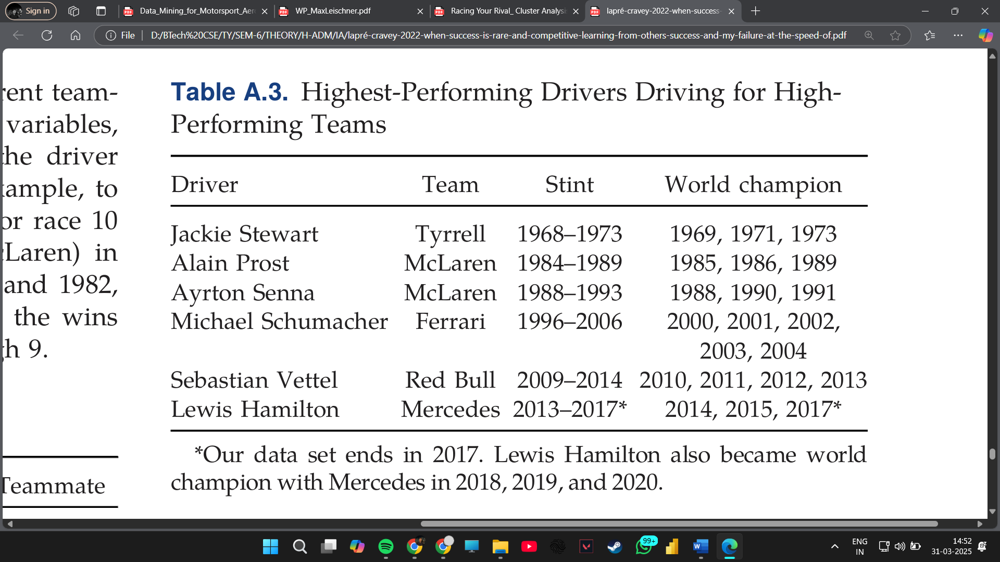 Sign in
Data_Mining_for_Motorsport_Aer
WP_MaxLeischner.pdf
Racing Your Rival_ Cluster Analysi
lapré-cravey-2022-when-success-
File
D:/BTech%20CSE/TY/SEM-6/THEORY/H-ADM/IA/lapré-cravey-2022-when-success-is-rare-and-competitive-learning-from-others-success-and-my-failure-at-the-speed-of.pdf
rent team-
variables,
the driver
ample, to
or race 10
Laren) in
and 1982,
the wins
h 9.
Teammate
Table A.3. Highest-Performing Drivers Driving for High-
Performing Teams
Driver Team Stint World champion
Jackie Stewart Tyrrell 1968–1973 1969, 1971, 1973
Alain Prost McLaren 1984–1989 1985, 1986, 1989
Ayrton Senna McLaren 1988–1993 1988, 1990, 1991
Michael Schumacher Ferrari 1996–2006 2000, 2001, 2002,
2003, 2004
Sebastian Vettel Red Bull 2009–2014 2010, 2011, 2012, 2013
Lewis Hamilton Mercedes 2013–2017* 2014, 2015, 2017*
*Our data set ends in 2017. Lewis Hamilton also became world
champion with Mercedes in 2018, 2019, and 2020.
99+
ENG
IN
14:52
31-03-2025